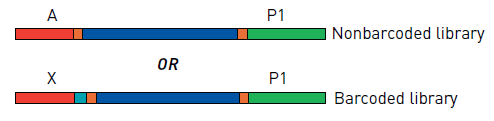 A P1
Nonbarcoded library
OR
X P1
Barcoded library